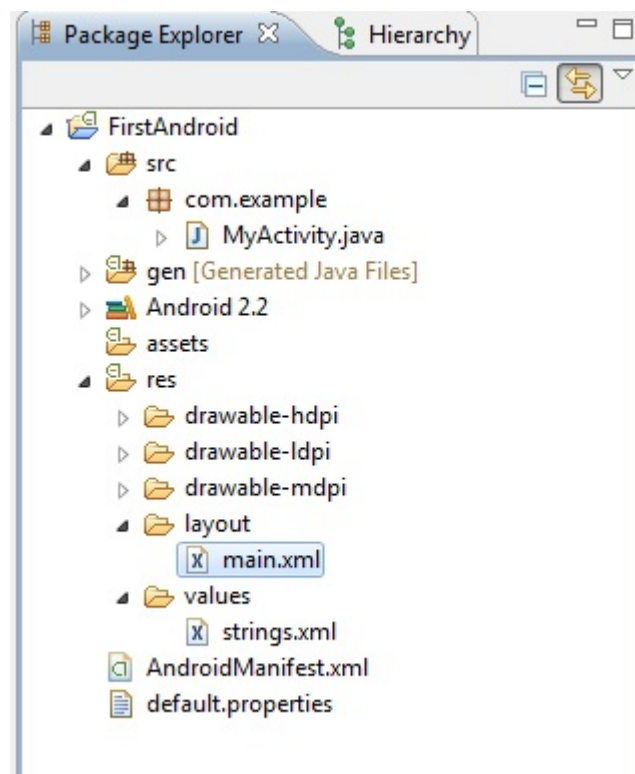 Package Explorer Hierarchy
FirstAndroid
src
com.example
MyActivity.java
gen [Generated Java Files]
Android 2.2
assets
res
drawable-hdpi
drawable-ldpi
drawable-mdpi
layout
main.xml
values
strings.xml
AndroidManifest.xml
default.properties